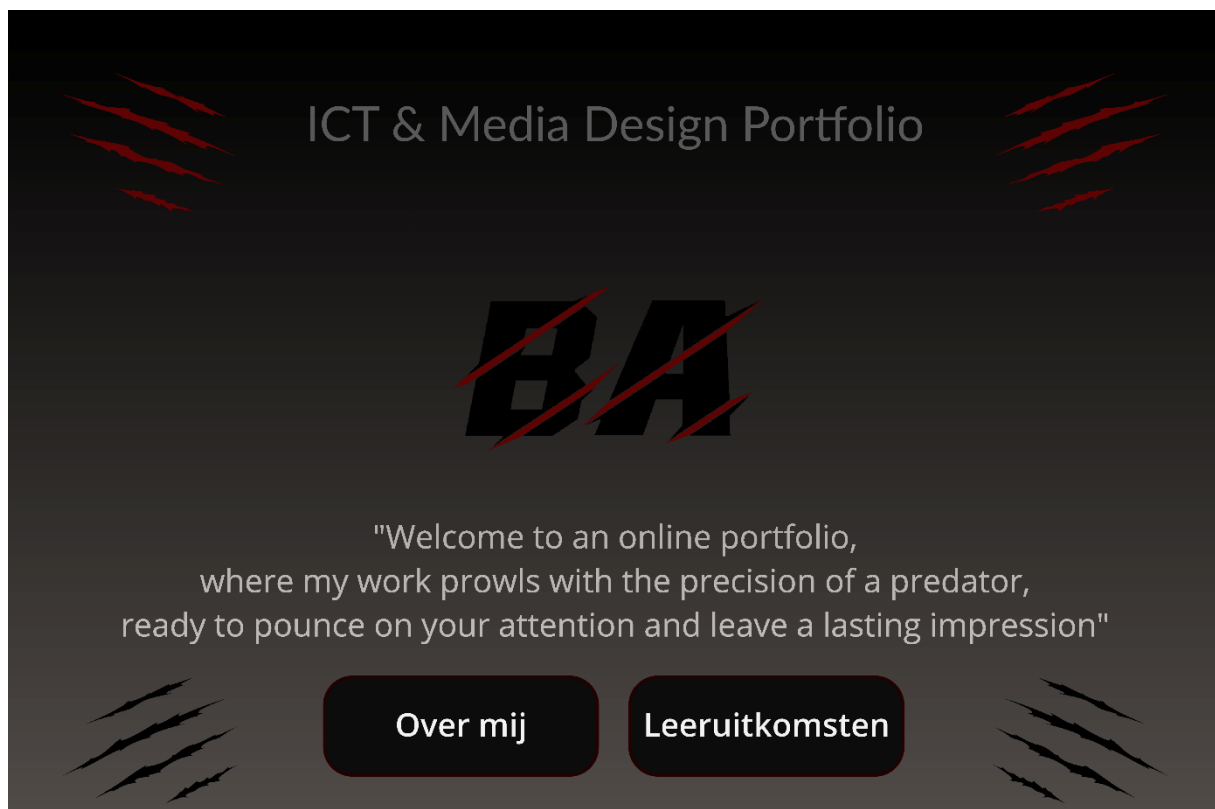 ICT & Media Design Portfolio
BA
"Welcome to an online portfolio,
where my work prowls with the precision of a predator,
ready to pounce on your attention and leave a lasting impression"
Over mij
Leeruitkomsten